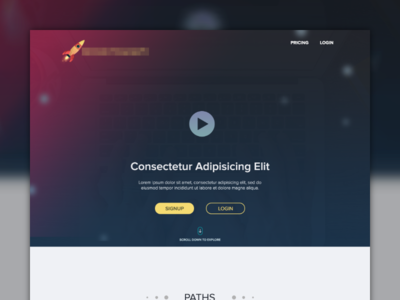 PRICING LOGIN
Consectetur Adipisicing Elit
Lorem ipsum dolor sit amet, consectetur adipisicing elit, sed do
eiusmod tempor incididunt ut labore et dolore magna aliqua.
SIGNUP LOGIN
SCROLL DOWN TO EXPLORE
PATHS